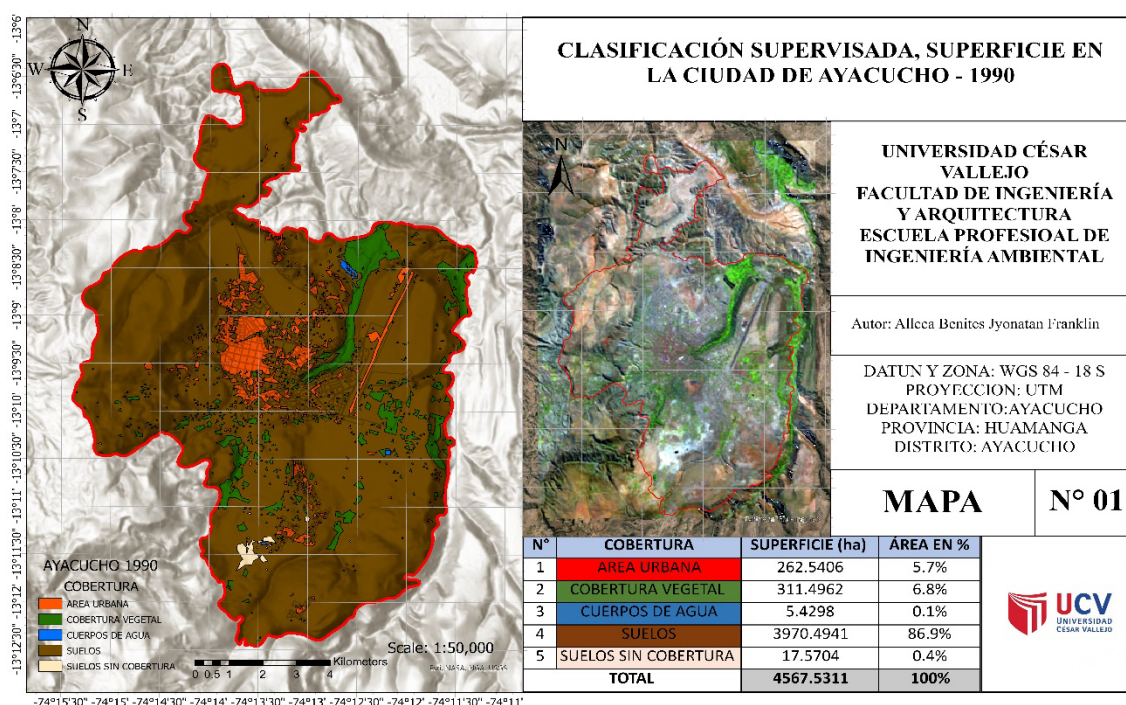 CLASIFICACIÓN SUPERVISADA, SUPERFICIE EN
LA CIUDAD DE AYACUCHO - 1990
UNIVERSIDAD CÉSAR
VALLEJO
FACULTAD DE INGENIERÍA
Y ARQUITECTURA
ESCUELA PROFESIOAL DE
INGENIERÍA AMBIENTAL
Autor: Allcca Benites Jyonatan Franklin
DATUN Y ZONA: WGS 84 - 18 S
PROYECCION: UTM
DEPARTAMENTO:AYACUCHO
PROVINCIA: HUAMANGA
DISTRITO: AYACUCHO
MAPA N° 01
N° COBERTURA SUPERFICIE (ha) ÁREA EN %
1 AREA URBANA 262.5406 5.7%
2 COBERTURA VEGETAL 311.4962 6.8%
3 CUERPOS DE AGUA 5.4298 0.1%
4 SUELOS 3970.4941 86.9%
5 SUELOS SIN COBERTURA 17.5704 0.4%
TOTAL 4567.5311 100%
UCV
UNIVERSIDAD
CÉSAR VALLEJO
N
W E
S
N
-13°6'
-13°6'30"
-13°7'
-13°7'30"
-13°8'
-13°8'30"
-13°9'
-13°9'30"
-13°10'
-13°10'30"
-13°11'
-13°11'30"
-13°12'
-13°12'30"
AYACUCHO 1990
COBERTURA
AREA URBANA
COBERTURA VEGETAL
CUERPOS DE AGUA
SUELOS
SUELOS SIN COBERTURA
Scale: 1:50,000
Kilometers
0 0.5 1 2 3 4
Esri, NASA, NGA, USGS
-74°15'30" -74°15' -74°14'30" -74°14' -74°13'30" -74°13' -74°12'30" -74°12' -74°11'30" -74°11'